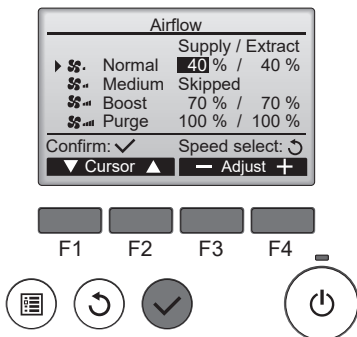 Airflow
Supply / Extract
Normal 40 % / 40 %
Medium Skipped
Boost 70 % / 70 %
Purge 100 % / 100 %
Confirm: Speed select:
Cursor Adjust
F1 F2 F3 F4